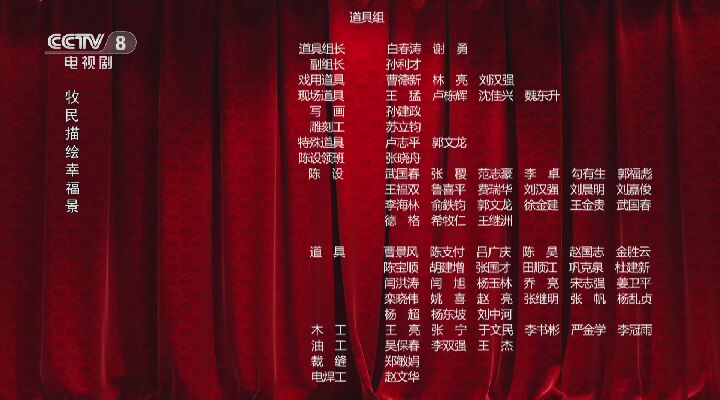 道具组
CCTV 8
电视剧
牧民描绘幸福景
道具组长 白春涛 谢勇
副组长 孙利才
戏用道具 曹德新 林亮 刘汉强
现场道具 王猛 卢栋辉 沈佳兴 魏东升
写画 孙建政
雕刻工 苏立钧
特殊道具 卢志平 郭文龙
陈设领班 张晓舟
陈设 武国春 张稷 范志豪 李卓 勾有生 郭福彪
王福双 鲁喜平 费瑞华 刘汉强 刘晨明 刘嘉俊
李海林 俞鉄钧 郭文龙 徐金建 王金贵 武国春
德格 希牧仁 王继洲
道具 曹景风 陈支付 吕广庆 陈昊 赵国志 金胜云
陈宝顺 胡建增 张国才 田顺江 巩克泉 杜建新
闫洪涛 闫旭 杨玉林 乔亮 宋志强 姜卫平
栾晓伟 姚喜 赵亮 张继明 张帆 杨乱贞
杨超 杨东坡 刘中河
木工 王亮 张宁 于文民 李书彬 严金学 李冠雨
油工 吴保春 李双强 王杰
裁缝 郑敏娟
电焊工 赵文华